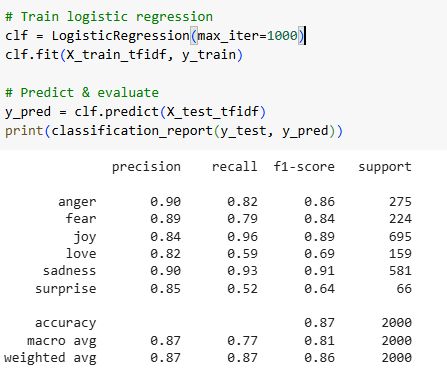 # Train logistic regression
clf = LogisticRegression(max_iter=1000)
clf.fit(X_train_tfidf, y_train)
# Predict & evaluate
y_pred = clf.predict(X_test_tfidf)
print(classification_report(y_test, y_pred))
precision recall f1-score support
anger 0.90 0.82 0.86 275
fear 0.89 0.79 0.84 224
joy 0.84 0.96 0.89 695
love 0.82 0.59 0.69 159
sadness 0.90 0.93 0.91 581
surprise 0.85 0.52 0.64 66
accuracy 0.87 2000
macro avg 0.87 0.77 0.81 2000
weighted avg 0.87 0.87 0.86 2000